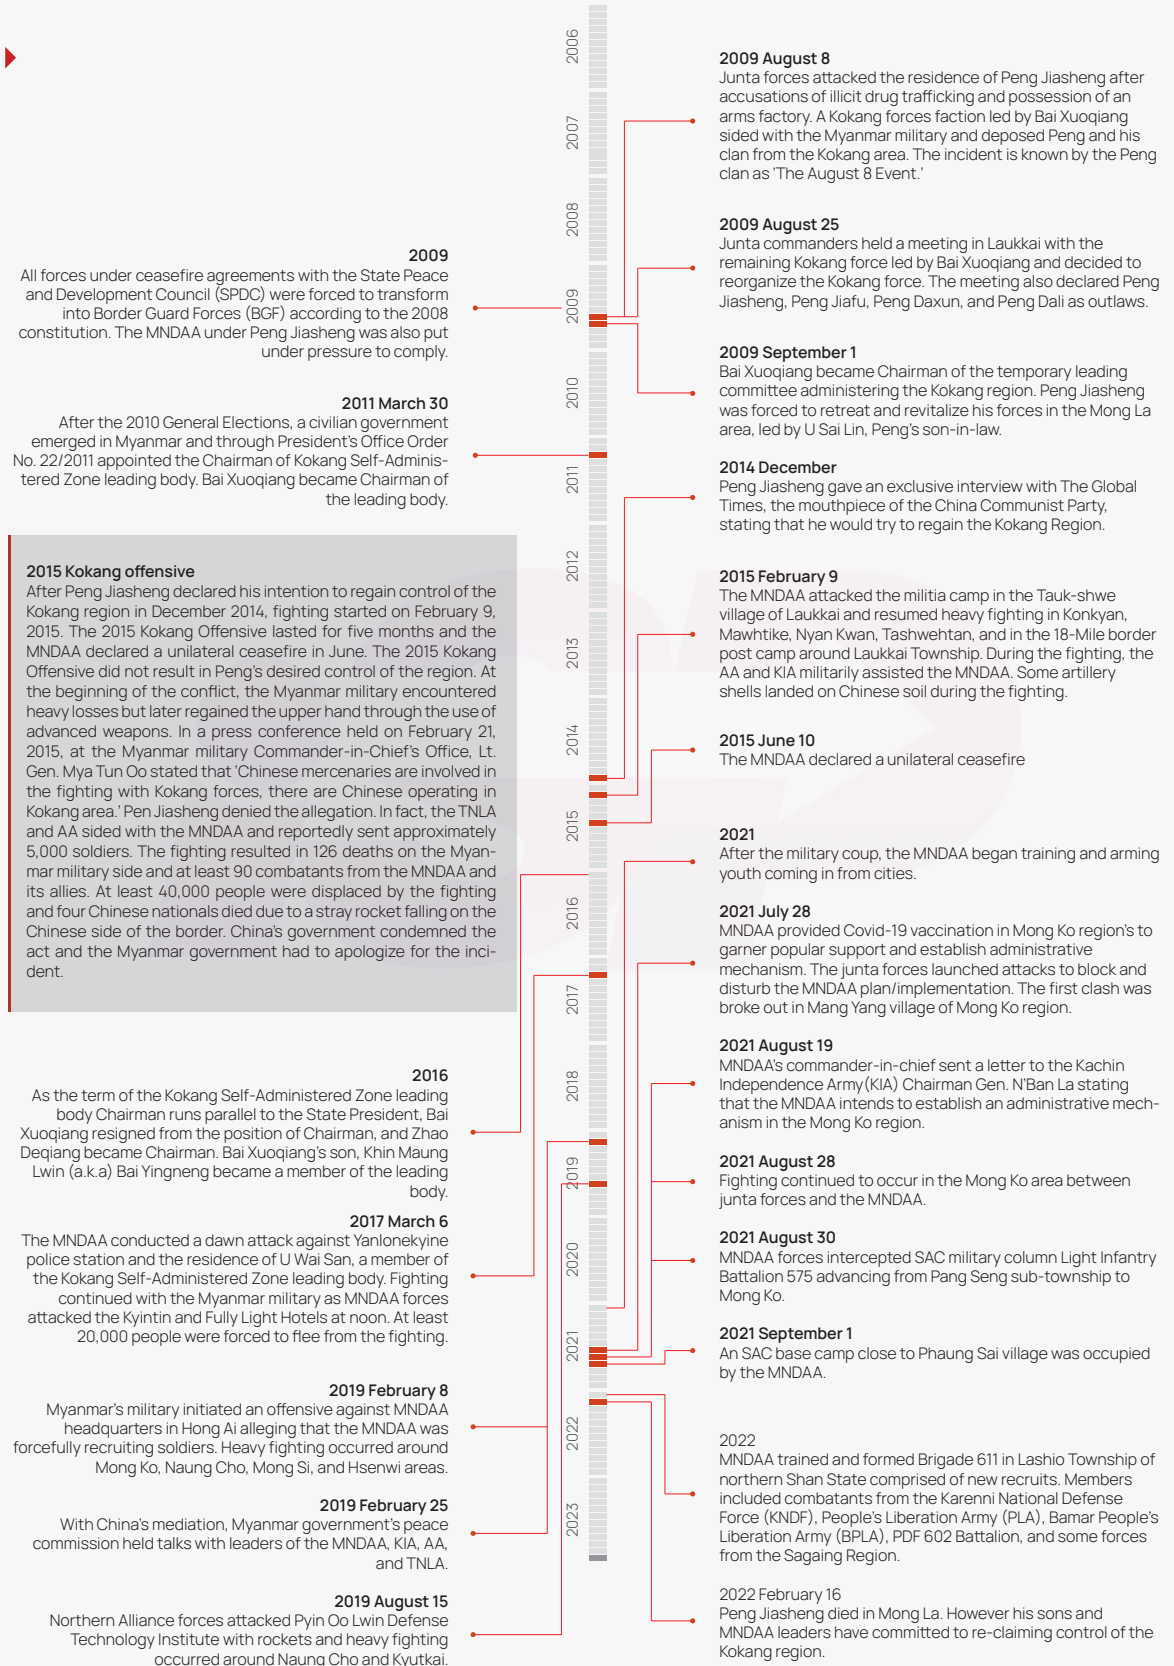 2006
2007
2008
2009
2010
2011
2012
2013
2014
2015
2016
2017
2018
2019
2020
2021
2022
2023
2009
All forces under ceasefire agreements with the State Peace
and Development Council (SPDC) were forced to transform
into Border Guard Forces (BGF) according to the 2008
constitution. The MNDAA under Peng Jiasheng was also put
under pressure to comply.
2011 March 30
After the 2010 General Elections, a civilian government
emerged in Myanmar and through President's Office Order
No. 22/2011 appointed the Chairman of Kokang Self-Adminis-
tered Zone leading body. Bai Xuoqiang became Chairman of
the leading body.
2015 Kokang offensive
After Peng Jiasheng declared his intention to regain control of the
Kokang region in December 2014, fighting started on February 9,
2015. The 2015 Kokang Offensive lasted for five months and the
MNDAA declared a unilateral ceasefire in June. The 2015 Kokang
Offensive did not result in Peng's desired control of the region. At
the beginning of the conflict, the Myanmar military encountered
heavy losses but later regained the upper hand through the use of
advanced weapons. In a press conference held on February 21,
2015, at the Myanmar military Commander-in-Chief's Office, Lt.
Gen. Mya Tun Oo stated that 'Chinese mercenaries are involved in
the fighting with Kokang forces, there are Chinese operating in
Kokang area.' Pen Jiasheng denied the allegation. In fact, the TNLA
and AA sided with the MNDAA and reportedly sent approximately
5,000 soldiers. The fighting resulted in 126 deaths on the Myan-
mar military side and at least 90 combatants from the MNDAA and
its allies. At least 40,000 people were displaced by the fighting
and four Chinese nationals died due to a stray rocket falling on the
Chinese side of the border. China's government condemned the
act and the Myanmar government had to apologize for the inci-
dent.
2016
As the term of the Kokang Self-Administered Zone leading
body Chairman runs parallel to the State President, Bai
Xuoqiang resigned from the position of Chairman, and Zhao
Deqiang became Chairman. Bai Xuoqiang's son, Khin Maung
Lwin (a.k.a) Bai Yingneng became a member of the leading
body.
2017 March 6
The MNDAA conducted a dawn attack against Yanlonekyine
police station and the residence of U Wai San, a member of
the Kokang Self-Administered Zone leading body. Fighting
continued with the Myanmar military as MNDAA forces
attacked the Kyintin and Fully Light Hotels at noon. At least
20,000 people were forced to flee from the fighting.
2019 February 8
Myanmar's military initiated an offensive against MNDAA
headquarters in Hong Ai alleging that the MNDAA was
forcefully recruiting soldiers. Heavy fighting occurred around
Mong Ko, Naung Cho, Mong Si, and Hsenwi areas.
2019 February 25
With China's mediation, Myanmar government's peace
commission held talks with leaders of the MNDAA, KIA, AA,
and TNLA.
2019 August 15
Northern Alliance forces attacked Pyin Oo Lwin Defense
Technology Institute with rockets and heavy fighting
occurred around Naung Cho and Kyutkai.
2009 August 8
Junta forces attacked the residence of Peng Jiasheng after
accusations of illicit drug trafficking and possession of an
arms factory. A Kokang forces faction led by Bai Xuoqiang
sided with the Myanmar military and deposed Peng and his
clan from the Kokang area. The incident is known by the Peng
clan as 'The August 8 Event.'
2009 August 25
Junta commanders held a meeting in Laukkai with the
remaining Kokang force led by Bai Xuoqiang and decided to
reorganize the Kokang force. The meeting also declared Peng
Jiasheng, Peng Jiafu, Peng Daxun, and Peng Dali as outlaws.
2009 September 1
Bai Xuoqiang became Chairman of the temporary leading
committee administering the Kokang region. Peng Jiasheng
was forced to retreat and revitalize his forces in the Mong La
area, led by U Sai Lin, Peng's son-in-law.
2014 December
Peng Jiasheng gave an exclusive interview with The Global
Times, the mouthpiece of the China Communist Party,
stating that he would try to regain the Kokang Region.
2015 February 9
The MNDAA attacked the militia camp in the Tauk-shwe
village of Laukkai and resumed heavy fighting in Konkyan,
Mawhtike, Nyan Kwan, Tashwehtan, and in the 18-Mile border
post camp around Laukkai Township. During the fighting, the
AA and KIA militarily assisted the MNDAA. Some artillery
shells landed on Chinese soil during the fighting.
2015 June 10
The MNDAA declared a unilateral ceasefire
2021
After the military coup, the MNDAA began training and arming
youth coming in from cities.
2021 July 28
MNDAA provided Covid-19 vaccination in Mong Ko region's to
garner popular support and establish administrative
mechanism. The junta forces launched attacks to block and
disturb the MNDAA plan/implementation. The first clash was
broke out in Mang Yang village of Mong Ko region.
2021 August 19
MNDAA's commander-in-chief sent a letter to the Kachin
Independence Army(KIA) Chairman Gen. N'Ban La stating
that the MNDAA intends to establish an administrative mech-
anism in the Mong Ko region.
2021 August 28
Fighting continued to occur in the Mong Ko area between
junta forces and the MNDAA.
2021 August 30
MNDAA forces intercepted SAC military column Light Infantry
Battalion 575 advancing from Pang Seng sub-township to
Mong Ko.
2021 September 1
An SAC base camp close to Phaung Sai village was occupied
by the MNDAA.
2022
MNDAA trained and formed Brigade 611 in Lashio Township of
northern Shan State comprised of new recruits. Members
included combatants from the Karenni National Defense
Force (KNDF), People's Liberation Army (PLA), Bamar People's
Liberation Army (BPLA), PDF 602 Battalion, and some forces
from the Sagaing Region.
2022 February 16
Peng Jiasheng died in Mong La. However his sons and
MNDAA leaders have committed to re-claiming control of the
Kokang region.